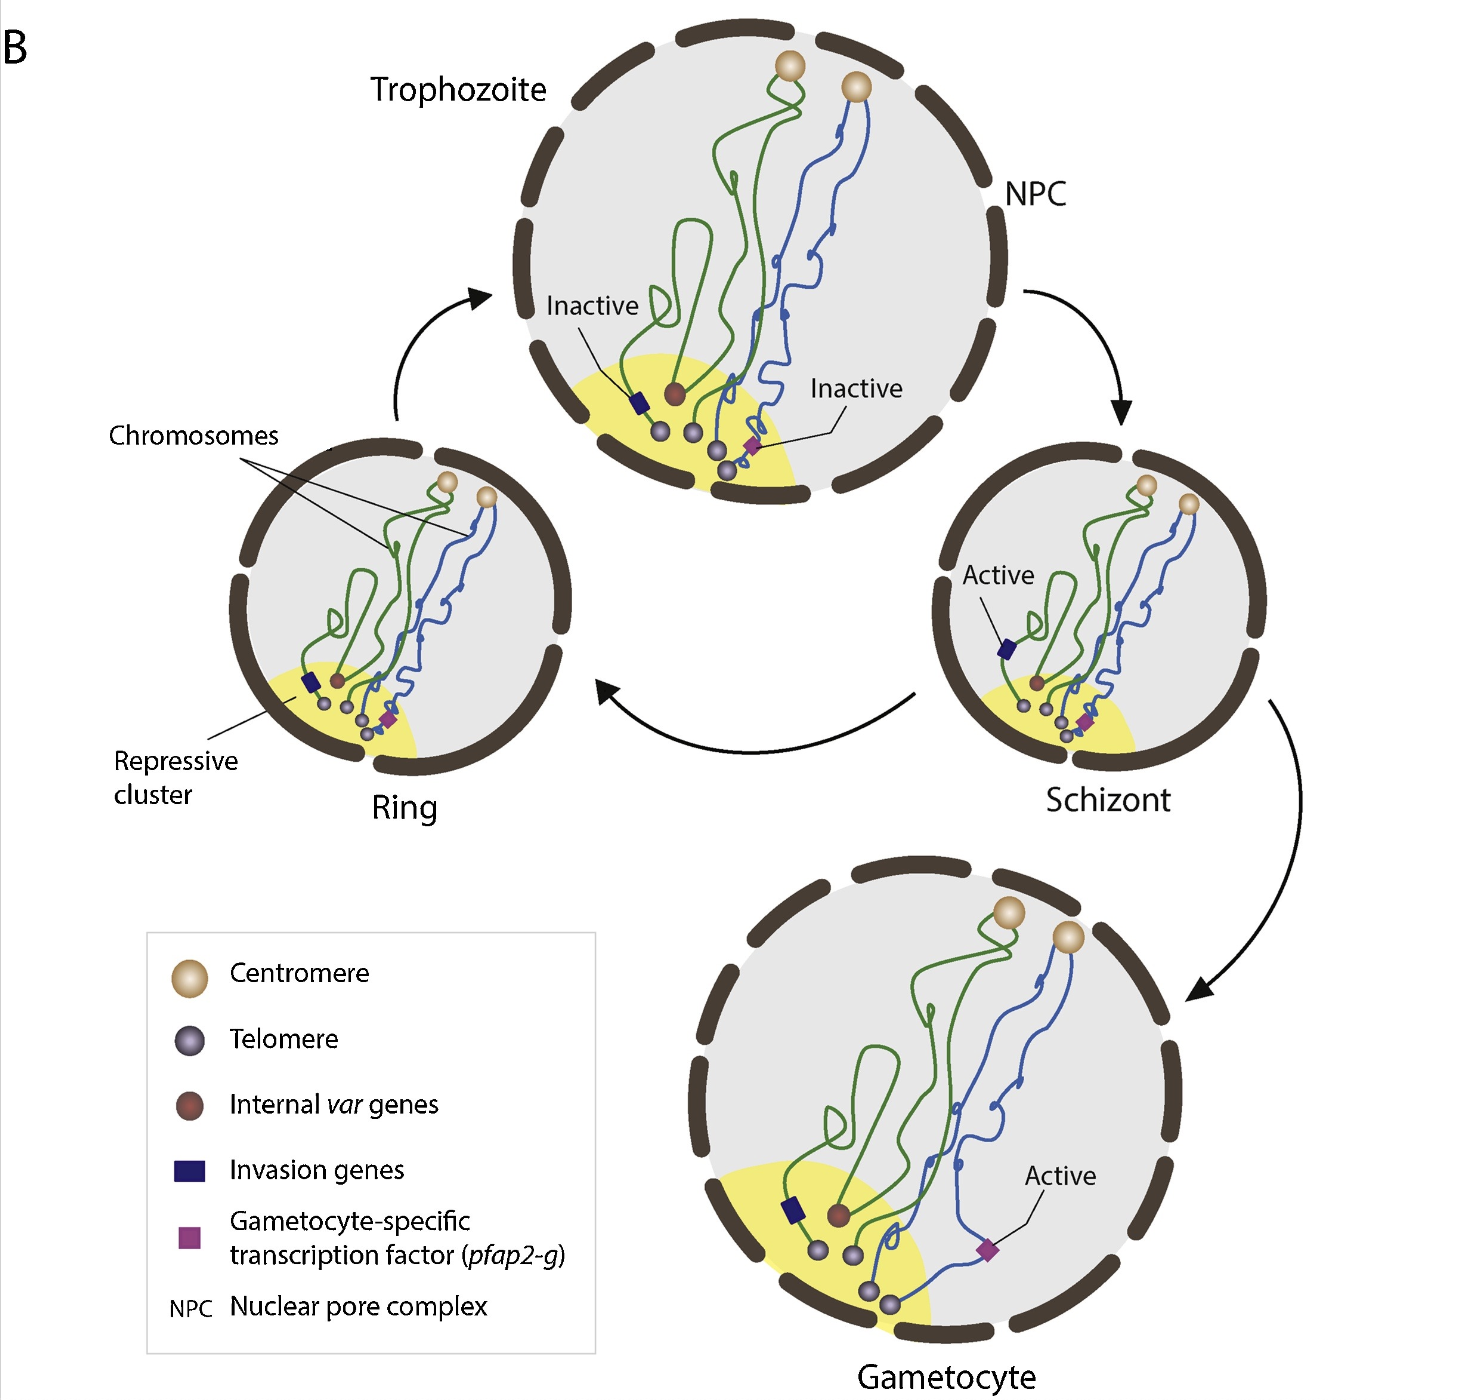 B
Trophozoite
NPC
Inactive
Inactive
Chromosomes
Active
Repressive
cluster
Ring
Schizont
Centromere
Telomere
Internal var genes
Invasion genes
Gametocyte-specific
transcription factor (pfap2-g)
NPC Nuclear pore complex
Active
Gametocyte